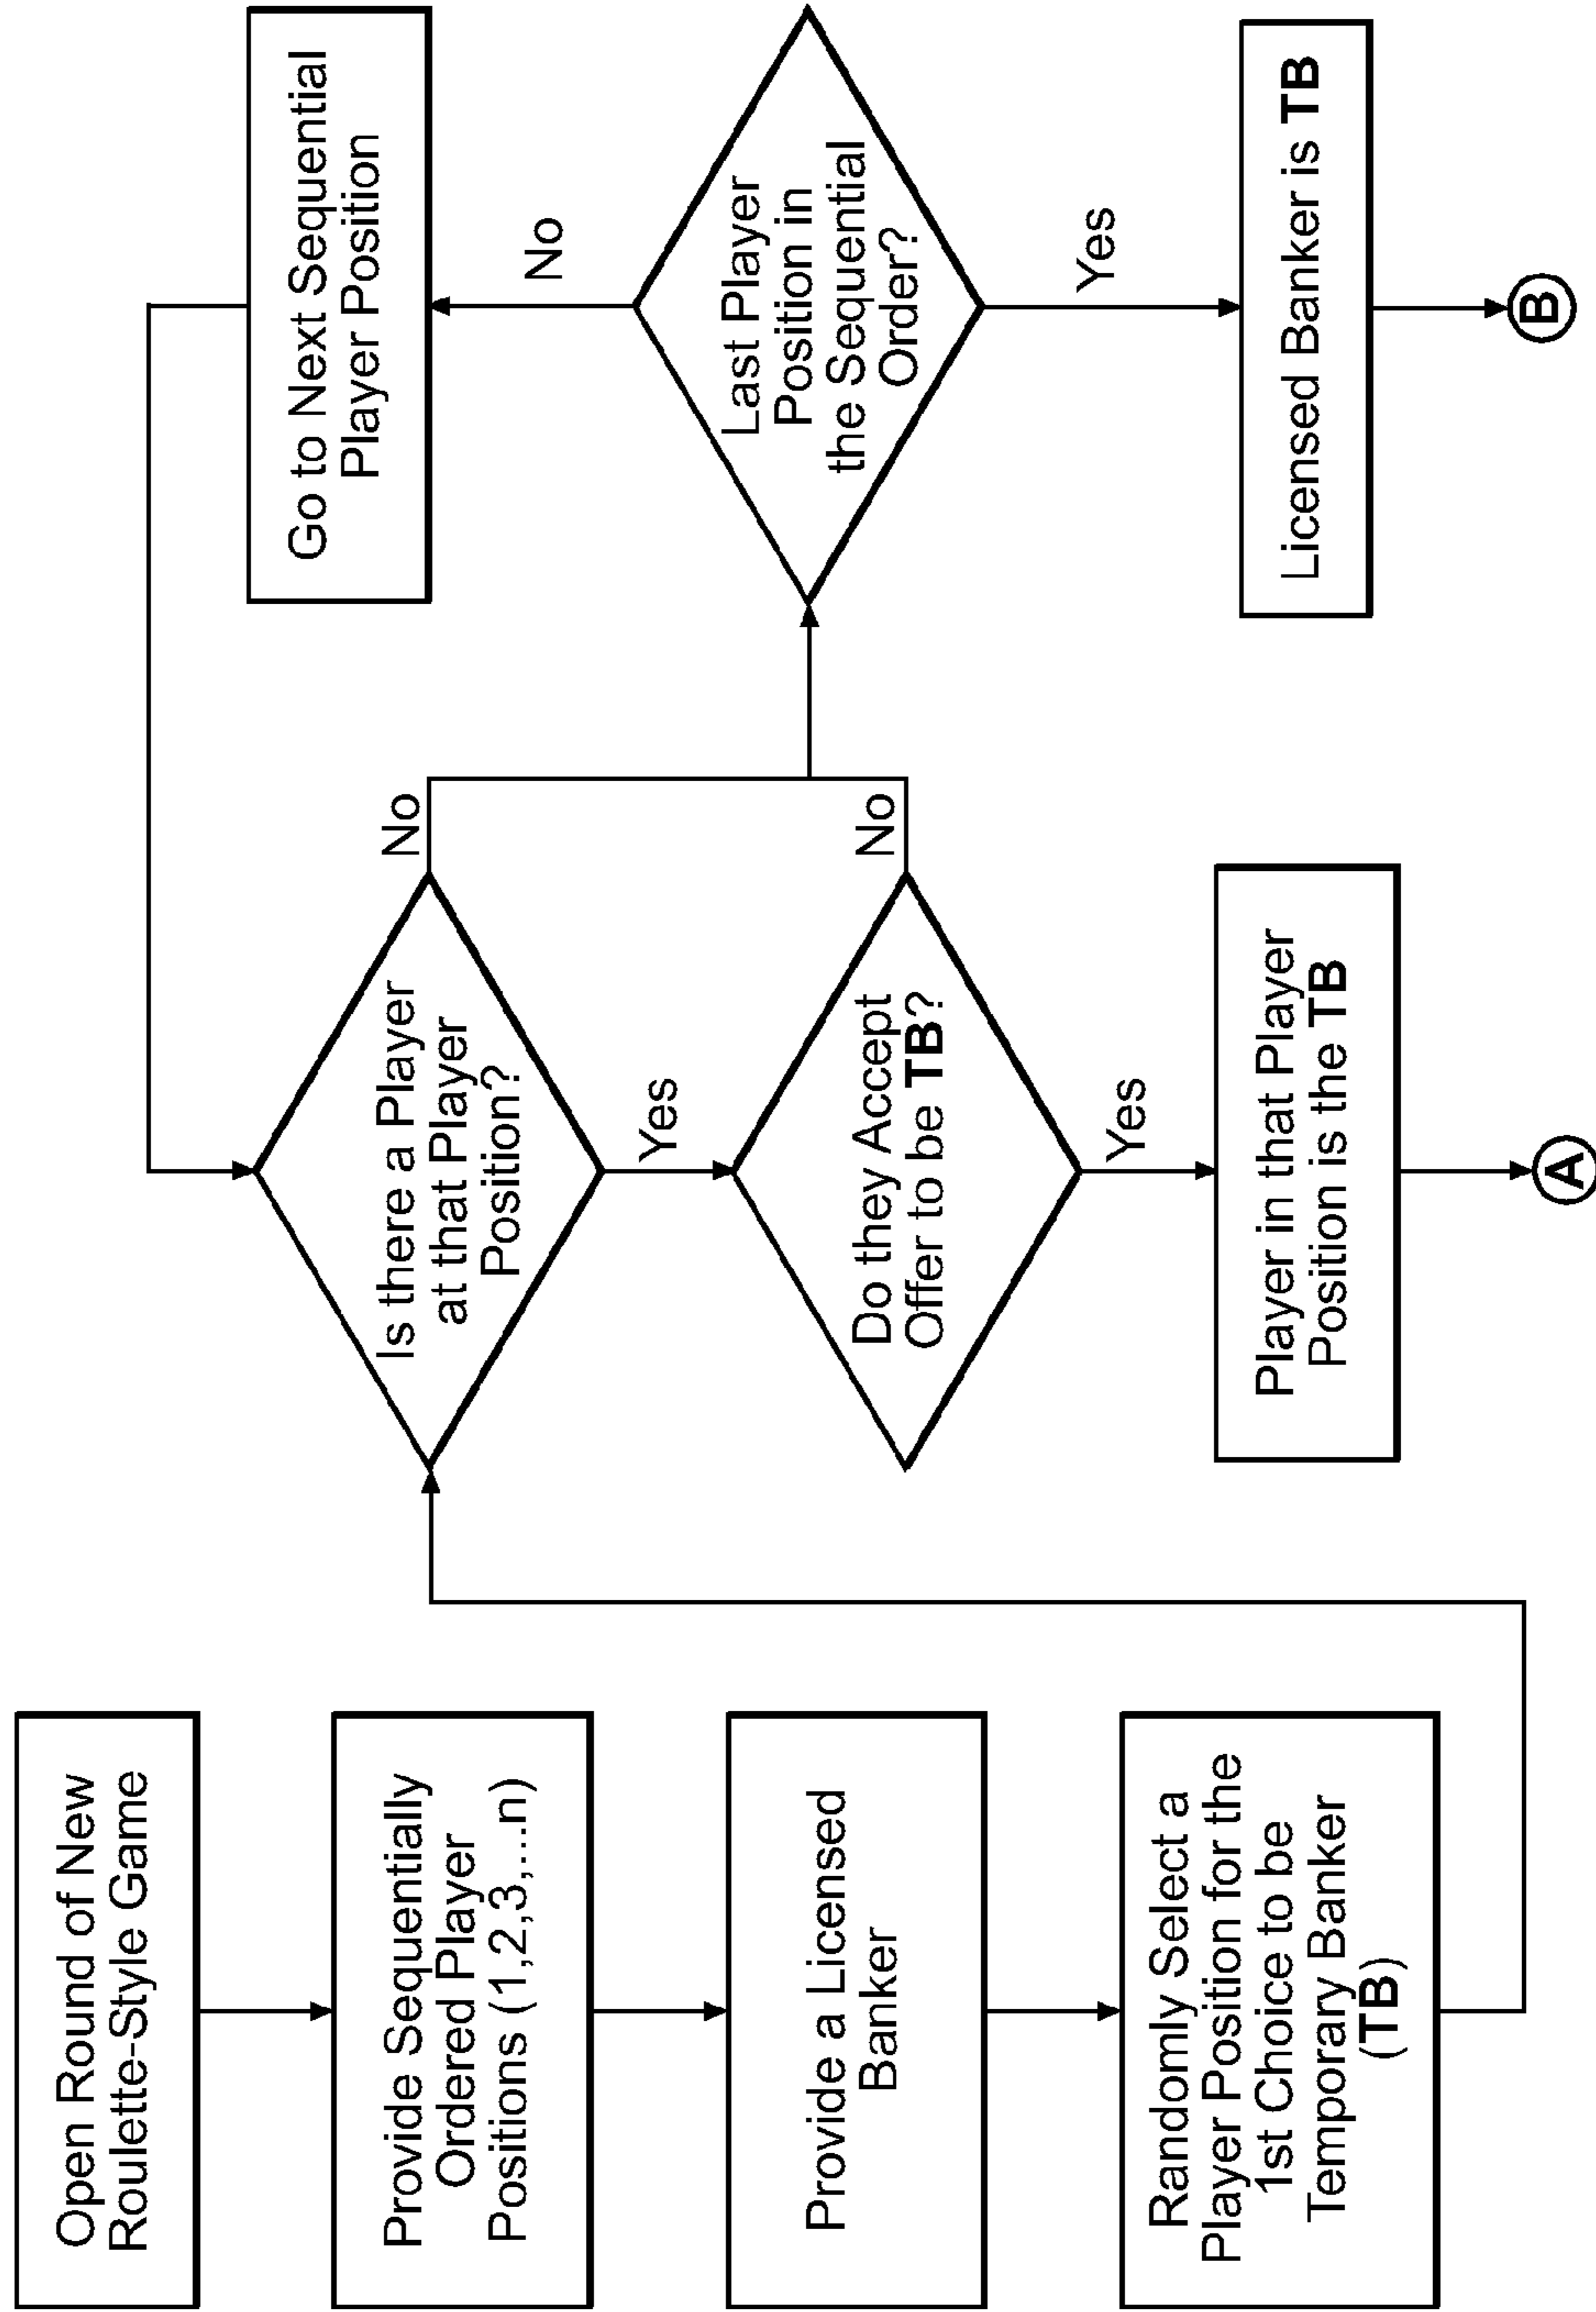 Open Round of New
Roulette-Style Game
Provide Sequentially
Ordered Player
Positions (1,2,3,...n)
Provide a Licensed
Banker
Randomly Select a
Player Position for the
1st Choice to be
Temporary Banker
(TB)
Is there a Player
at that Player
Position?
No
Yes
Do they Accept
Offer to be TB?
No
Yes
Player in that Player
Position is the TB
A
Go to Next Sequential
Player Position
No
Last Player
Position in
the Sequential
Order?
Yes
Licensed Banker is TB
B